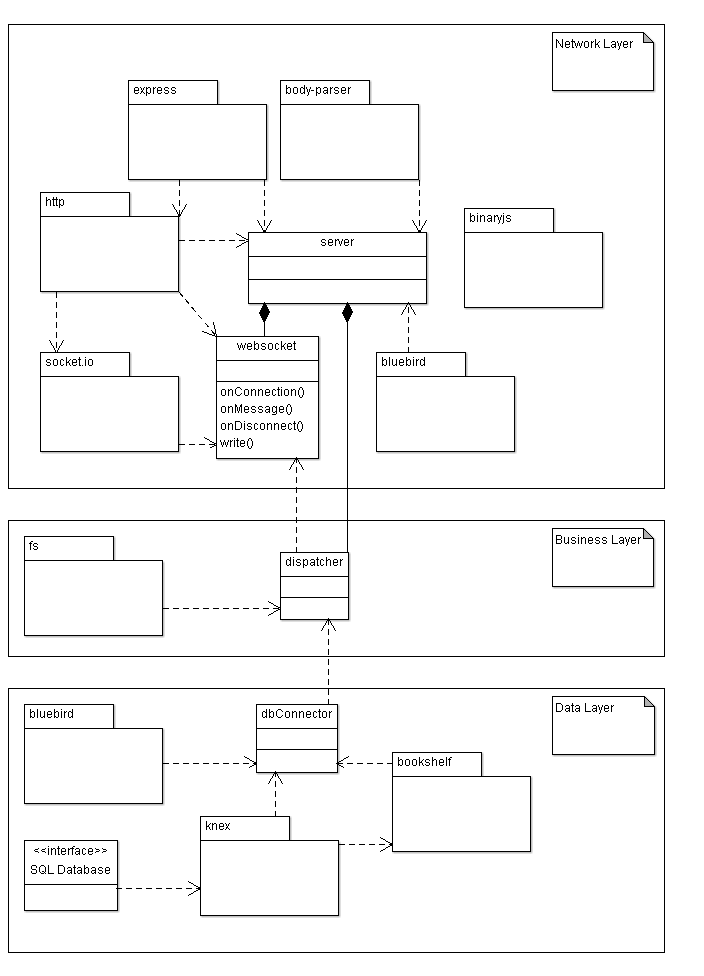 Network Layer
express
body-parser
http
binaryjs
server
websocket
onConnection()
onMessage()
onDisconnect()
write()
socket.io
bluebird
Business Layer
fs
dispatcher
Data Layer
bluebird
dbConnector
bookshelf
knex
<<interface>>
SQL Database